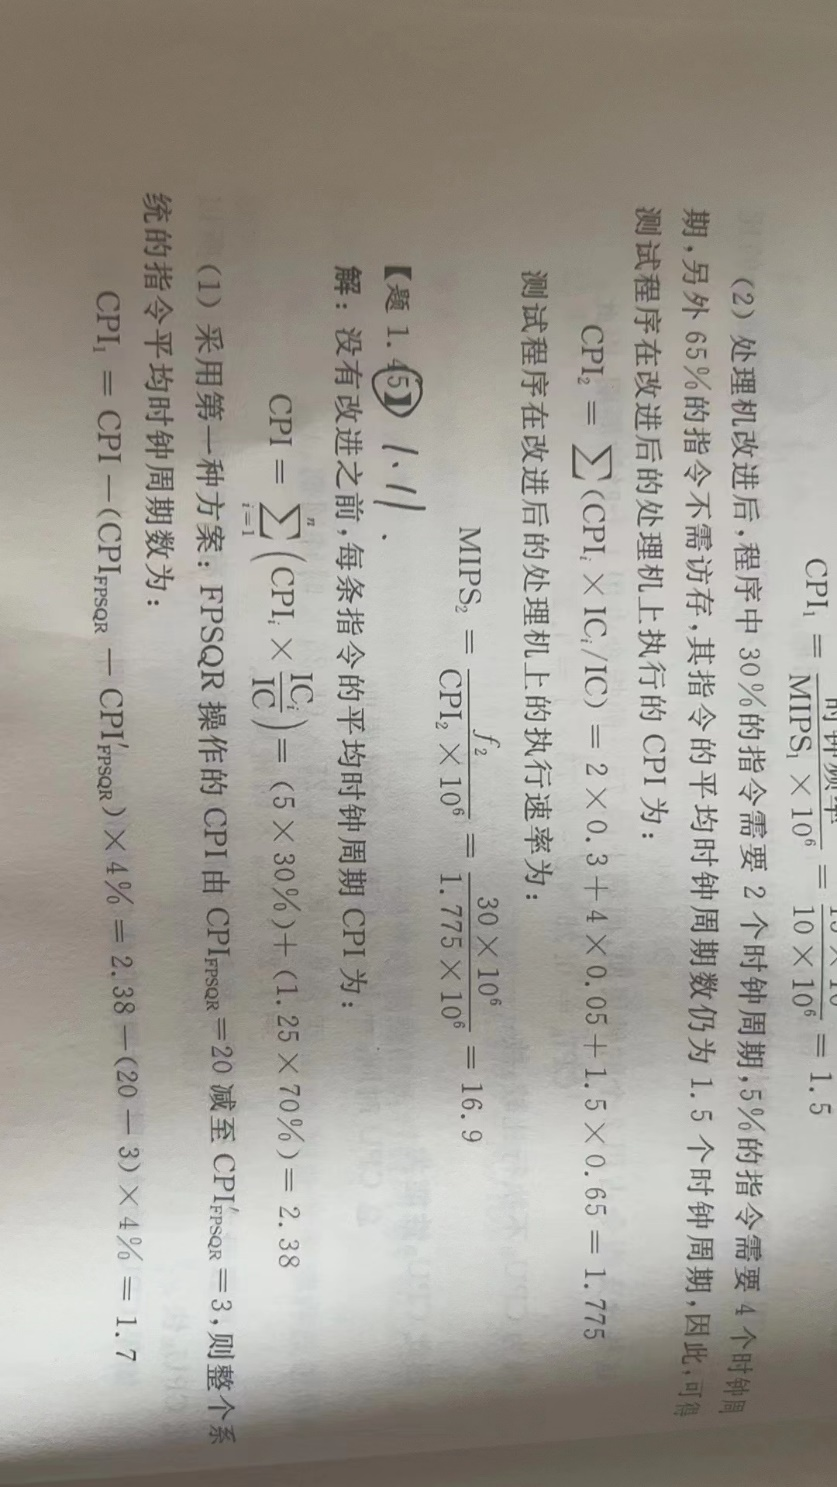 CPI₁ = 的时钟频率 / (MIPS₁ × 10⁶) = / (10 × 10⁶) = 1.5
(2) 处理机改进后,程序中 30%的指令需要 2 个时钟周期,5%的指令需要 4 个时钟周
期,另外 65%的指令不需访存,其指令的平均时钟周期数仍为 1.5 个时钟周期,因此,可得
测试程序在改进后的处理机上执行的 CPI 为:
CPI₂ = ∑(CPIᵢ × ICᵢ/IC) = 2×0.3+4×0.05+1.5×0.65 = 1.775
测试程序在改进后的处理机上的执行速率为:
MIPS₂ = f₂ / (CPI₂ × 10⁶) = (30 × 10⁶) / (1.775 × 10⁶) = 16.9
【题 1.45】 1.11.
解: 没有改进之前,每条指令的平均时钟周期 CPI 为:
CPI = ∑ᵢ₌₁ⁿ (CPIᵢ × ICᵢ/IC) = (5×30%)+(1.25×70%) = 2.38
(1) 采用第一种方案: FPSQR 操作的 CPI 由 CPI_FPSQR=20 减至 CPI′_FPSQR=3,则整个系
统的指令平均时钟周期数为:
CPI₁ = CPI−(CPI_FPSQR − CPI′_FPSQR)×4% = 2.38−(20−3)×4% = 1.7